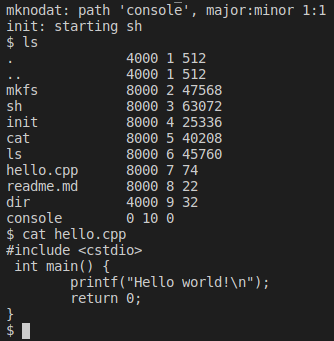 mknodat: path 'console', major:minor 1:1
init: starting sh
$ ls
. 4000 1 512
.. 4000 1 512
mkfs 8000 2 47568
sh 8000 3 63072
init 8000 4 25336
cat 8000 5 40208
ls 8000 6 45760
hello.cpp 8000 7 74
readme.md 8000 8 22
dir 4000 9 32
console 0 10 0
$ cat hello.cpp
#include <cstdio>
 int main() {
        printf("Hello world!\n");
        return 0;
}
$